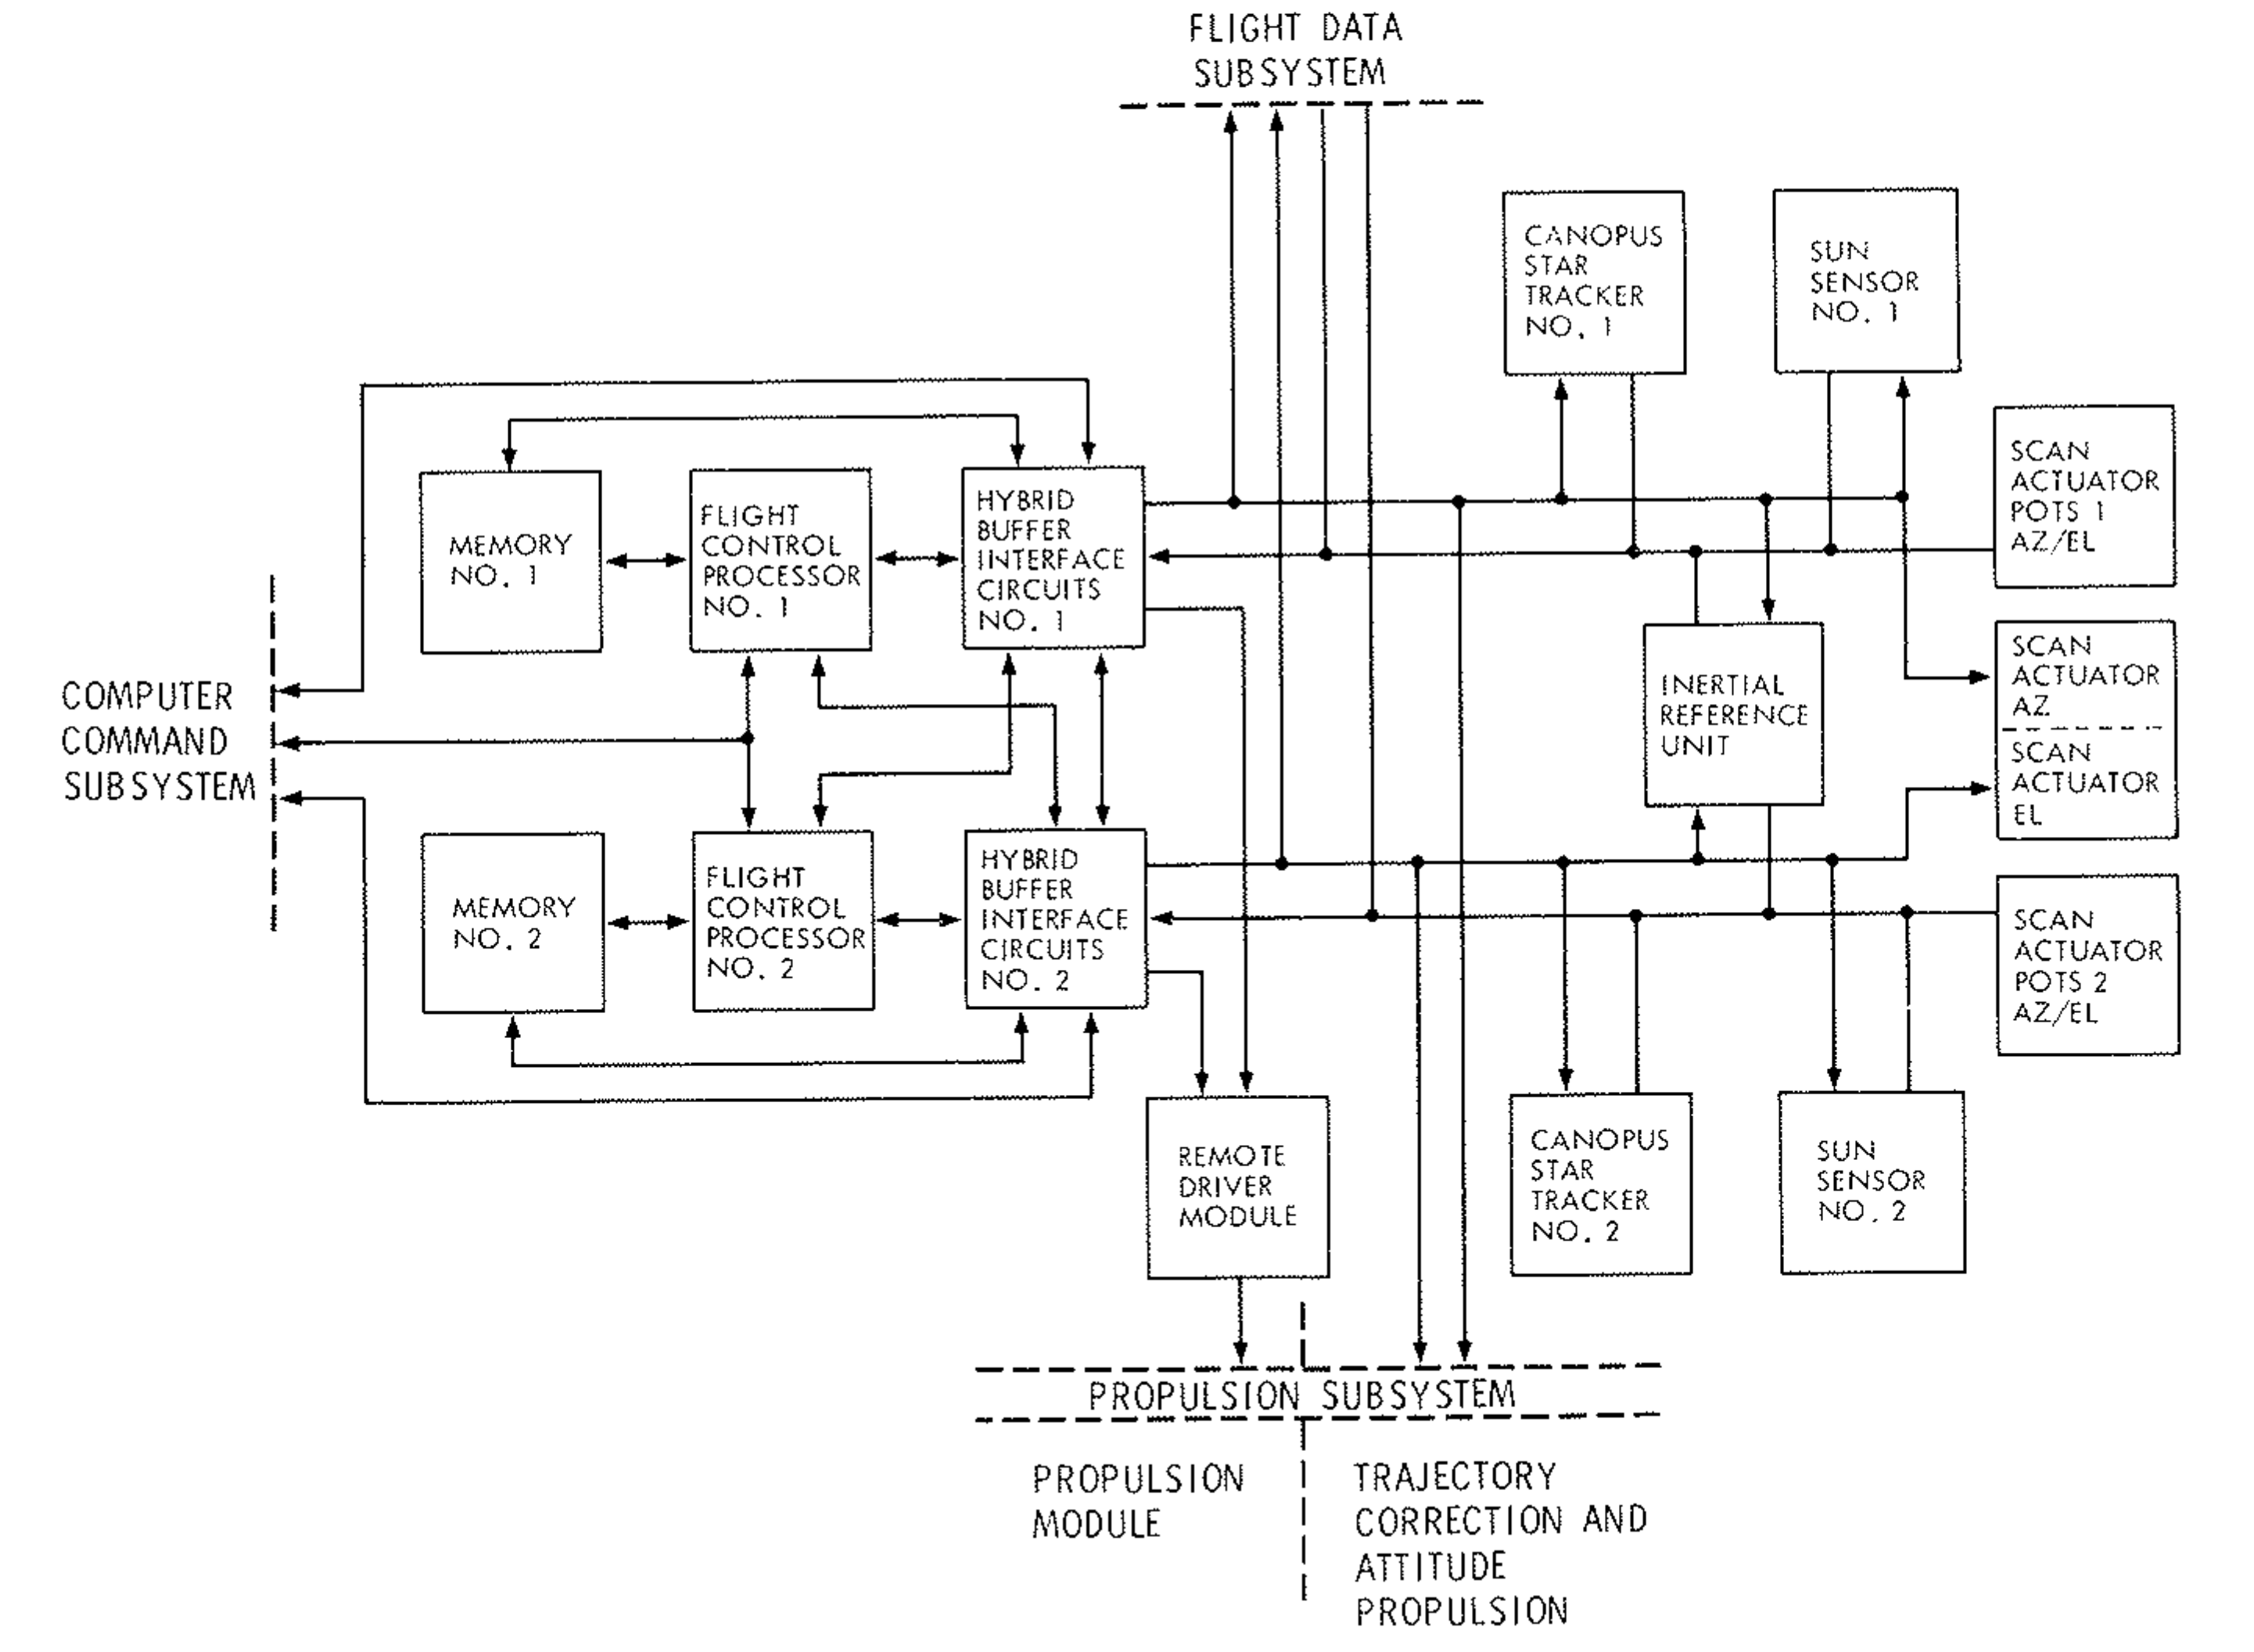 FLIGHT DATA
SUBSYSTEM
CANOPUS
STAR
TRACKER
NO. 1
SUN
SENSOR
NO. 1
SCAN
ACTUATOR
POTS 1
AZ/EL
MEMORY
NO. 1
FLIGHT
CONTROL
PROCESSOR
NO. 1
HYBRID
BUFFER
INTERFACE
CIRCUITS
NO. 1
SCAN
ACTUATOR
AZ
SCAN
ACTUATOR
EL
INERTIAL
REFERENCE
UNIT
COMPUTER
COMMAND
SUBSYSTEM
MEMORY
NO. 2
FLIGHT
CONTROL
PROCESSOR
NO. 2
HYBRID
BUFFER
INTERFACE
CIRCUITS
NO. 2
SCAN
ACTUATOR
POTS 2
AZ/EL
REMOTE
DRIVER
MODULE
CANOPUS
STAR
TRACKER
NO. 2
SUN
SENSOR
NO. 2
PROPULSION SUBSYSTEM
PROPULSION
MODULE
TRAJECTORY
CORRECTION AND
ATTITUDE
PROPULSION